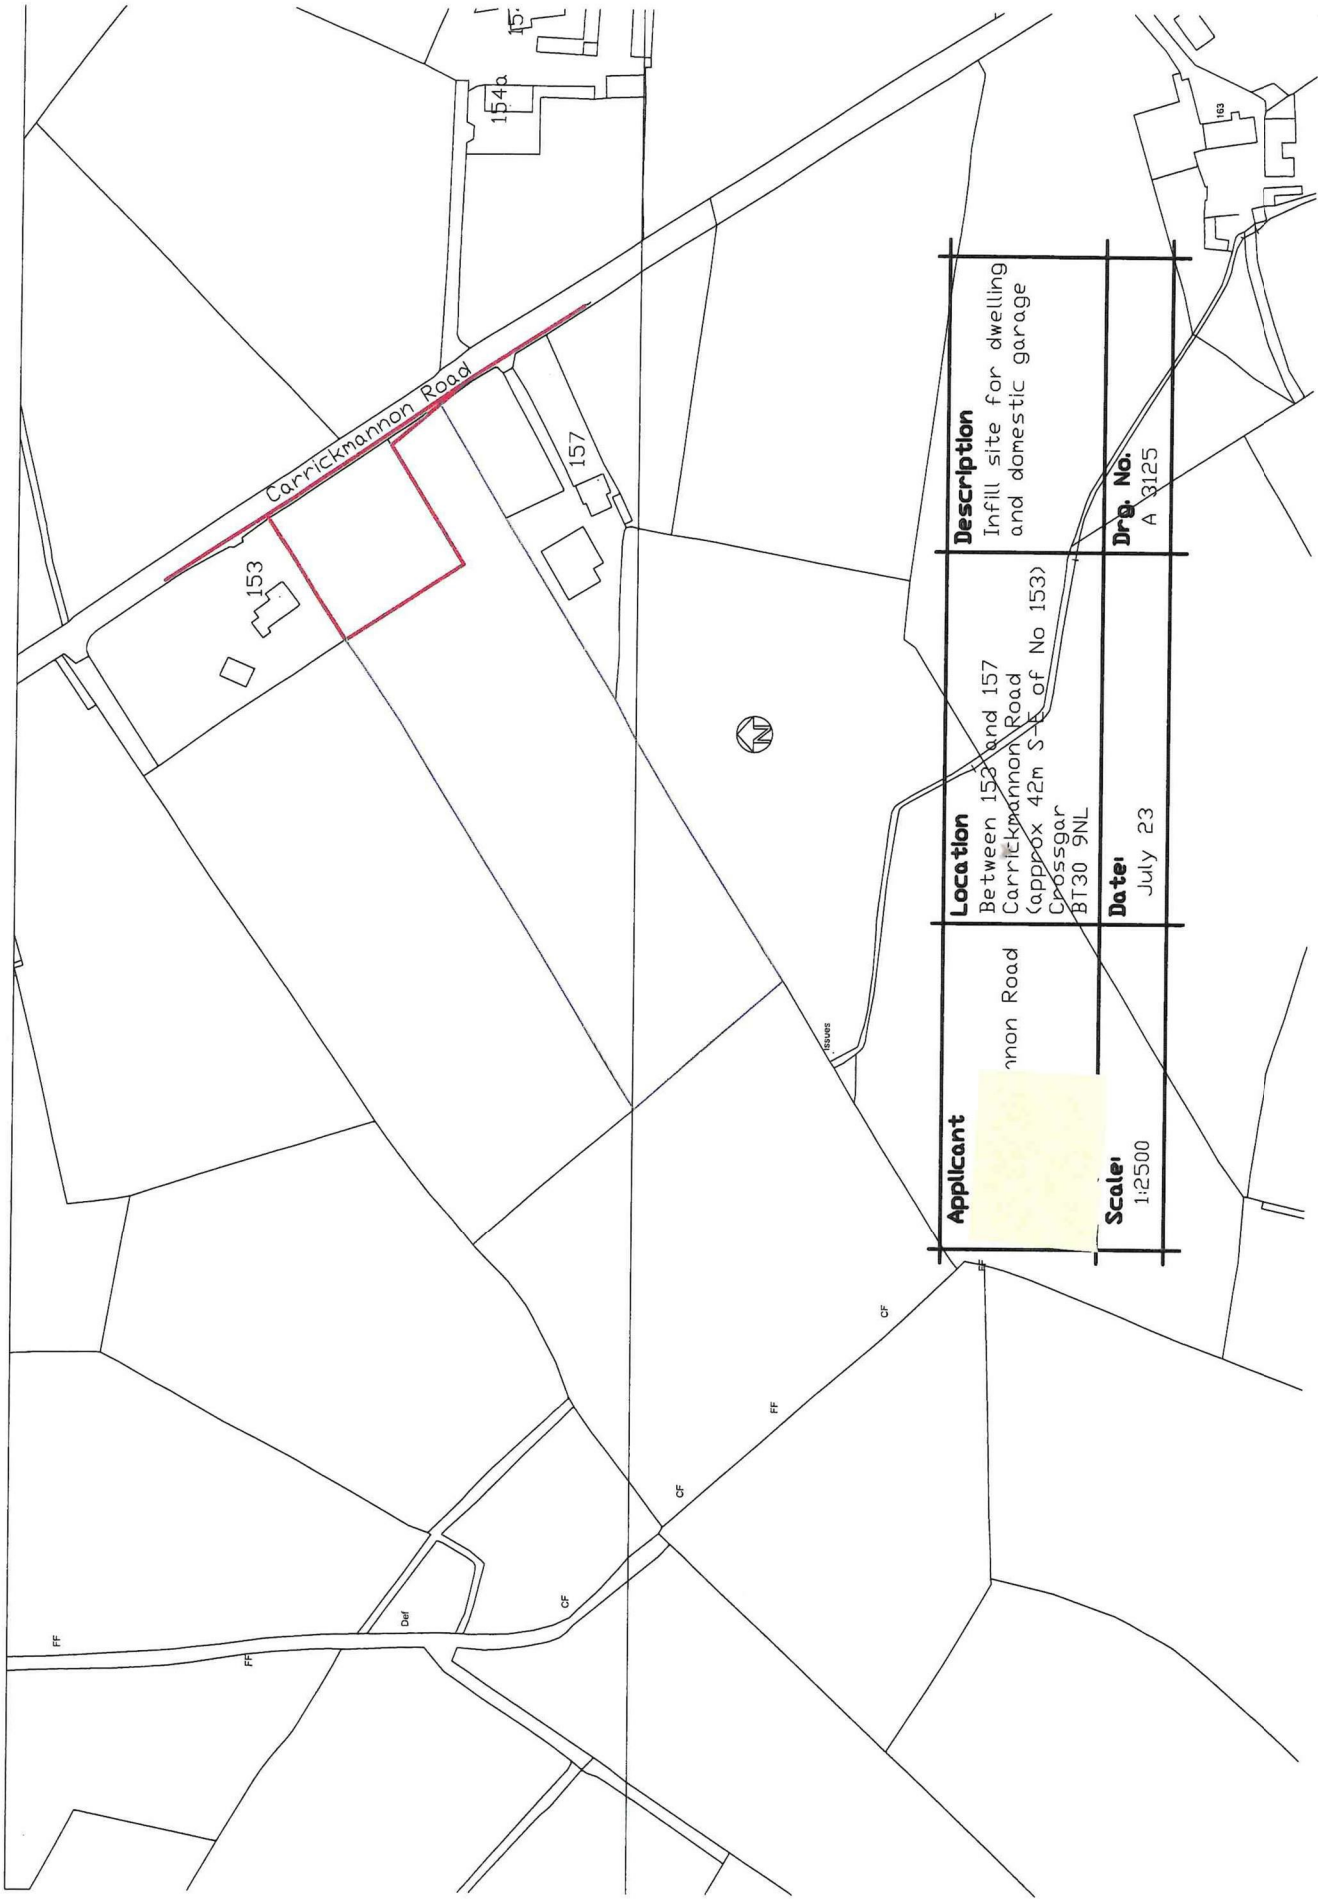 154a
153
Carrickmannon Road
157
163
N
Issues
FF
FF
Def
CF
CF
FF
CF
FF
Applicant
nnon Road
Location
Between 153 and 157
Carrickmannon Road
(approx 42m S-E of No 153)
Crossgar
BT30 9NL
Description
Infill site for dwelling
and domestic garage
Scale:
1:2500
Date:
July 23
Drg. No.
A 3125